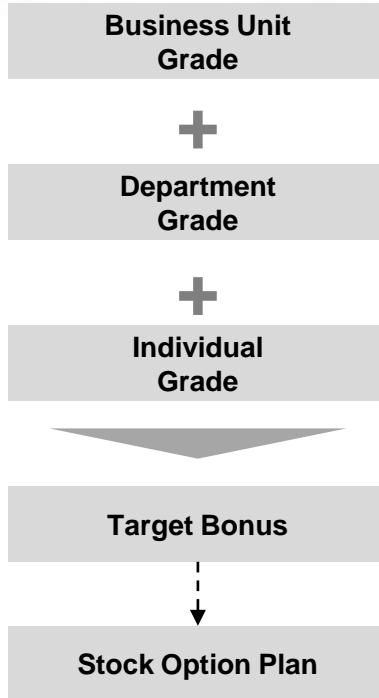 Business Unit
Grade
+
Department
Grade
+
Individual
Grade
Target Bonus
Stock Option Plan